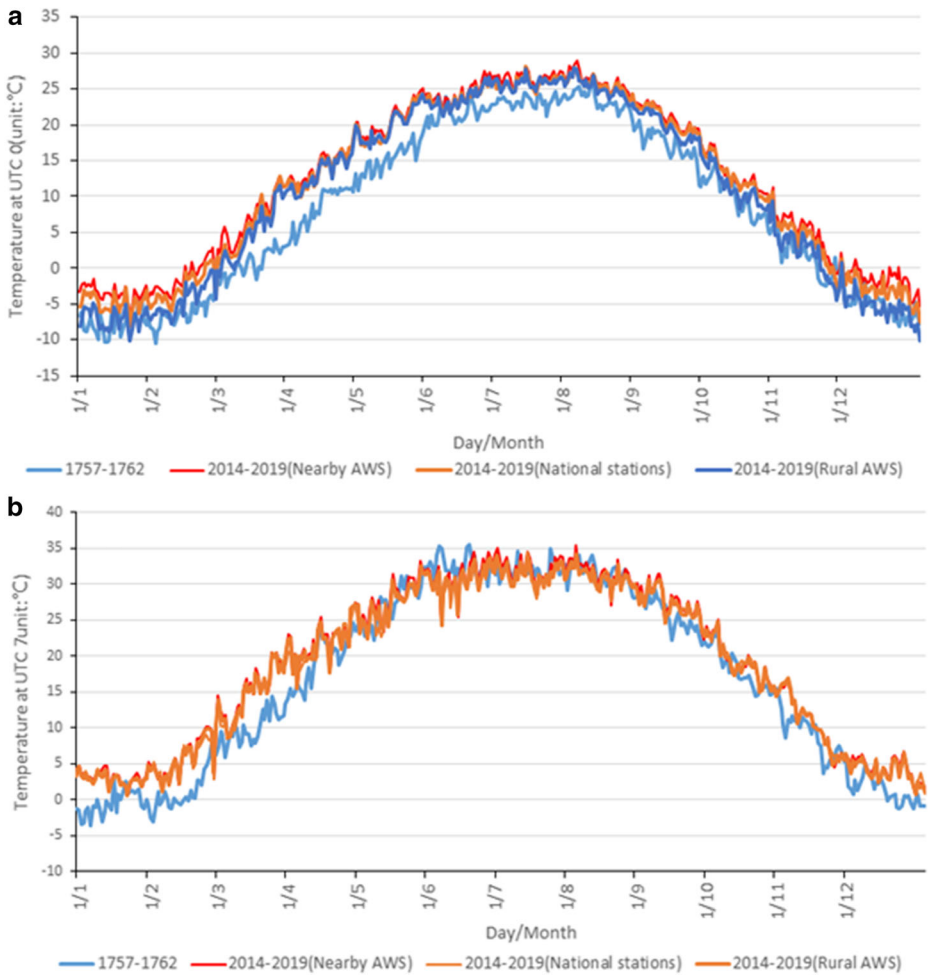 a
Temperature at UTC 0(unit:°C)
35
30
25
20
15
10
5
0
-5
-10
-15
1/1 1/2 1/3 1/4 1/5 1/6 1/7 1/8 1/9 1/10 1/11 1/12
Day/Month
1757-1762 2014-2019(Nearby AWS) 2014-2019(National stations) 2014-2019(Rural AWS)
b
Temperature at UTC 7unit:°C)
40
35
30
25
20
15
10
5
0
-5
-10
1/1 1/2 1/3 1/4 1/5 1/6 1/7 1/8 1/9 1/10 1/11 1/12
Day/Month
1757-1762 2014-2019(Nearby AWS) 2014-2019(National stations) 2014-2019(Rural AWS)